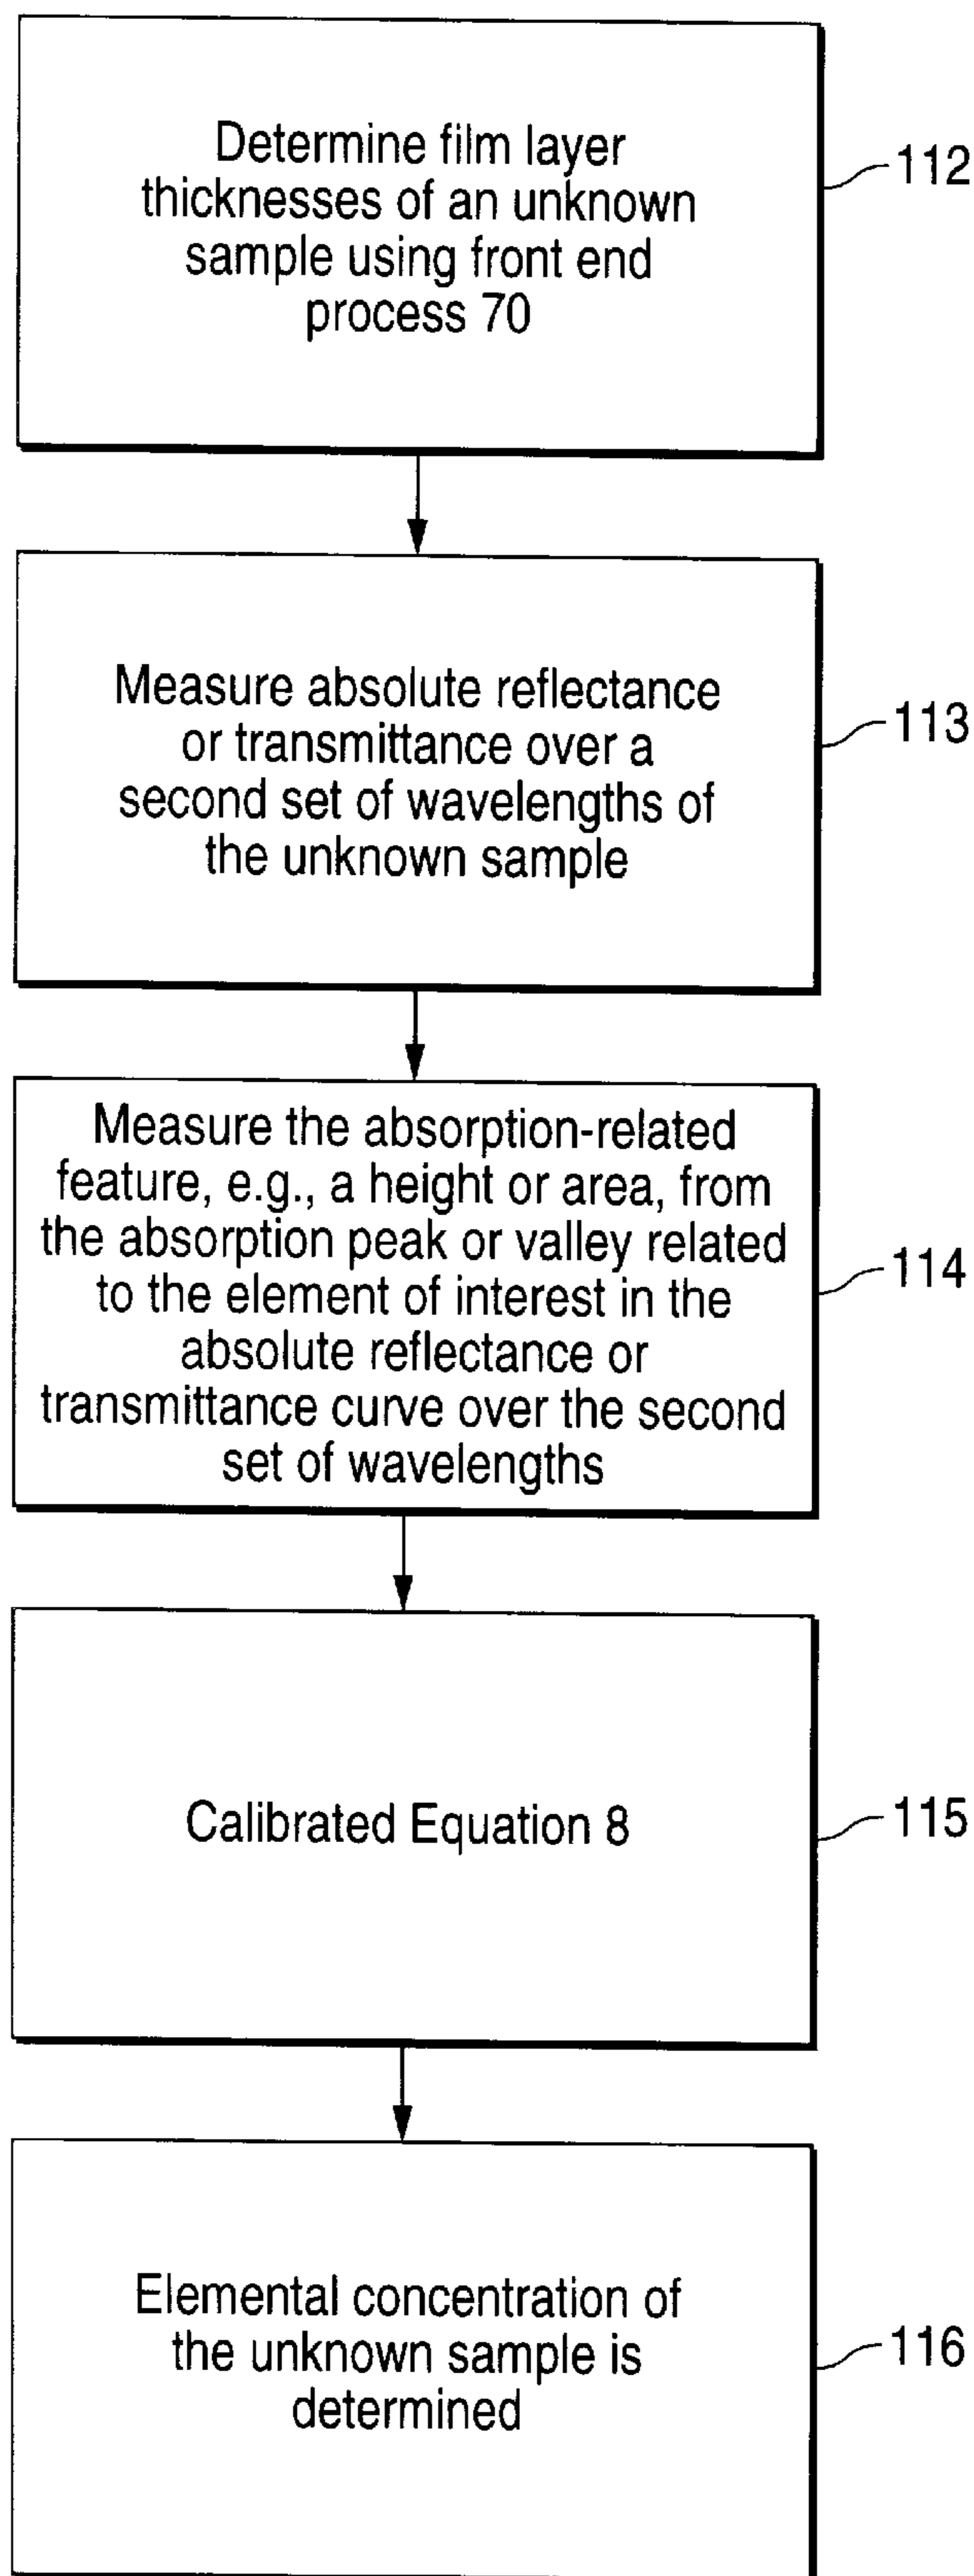 Determine film layer
thicknesses of an unknown
sample using front end
process 70
112
Measure absolute reflectance
or transmittance over a
second set of wavelengths of
the unknown sample
113
Measure the absorption-related
feature, e.g., a height or area, from
the absorption peak or valley related
to the element of interest in the
absolute reflectance or
transmittance curve over the second
set of wavelengths
114
Calibrated Equation 8
115
Elemental concentration of
the unknown sample is
determined
116